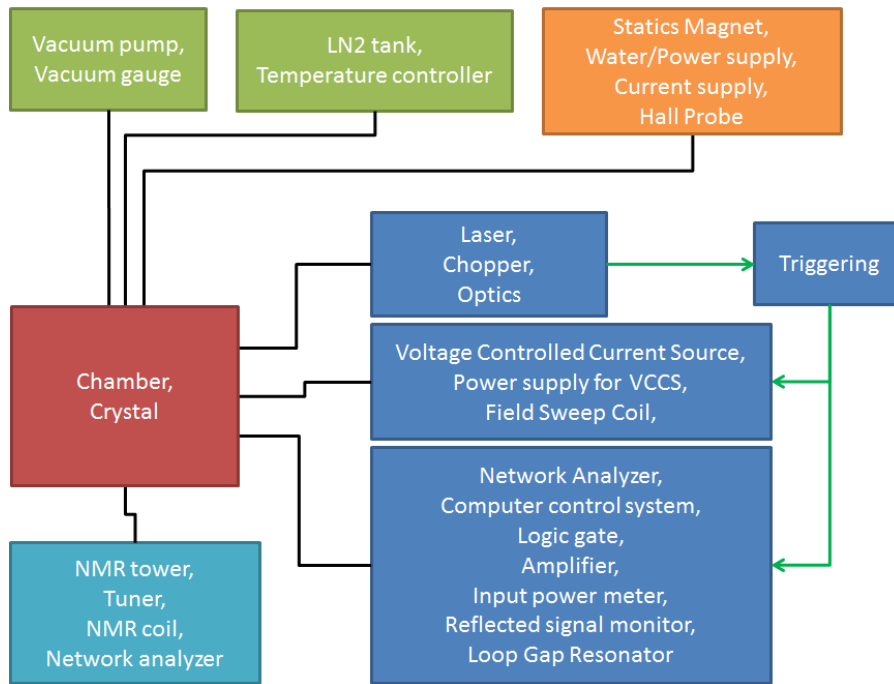 Vacuum pump,
Vacuum gauge
LN2 tank,
Temperature controller
Statics Magnet,
Water/Power supply,
Current supply,
Hall Probe
Laser,
Chopper,
Optics
Triggering
Chamber,
Crystal
Voltage Controlled Current Source,
Power supply for VCCS,
Field Sweep Coil,
Network Analyzer,
Computer control system,
Logic gate,
Amplifier,
Input power meter,
Reflected signal monitor,
Loop Gap Resonator
NMR tower,
Tuner,
NMR coil,
Network analyzer